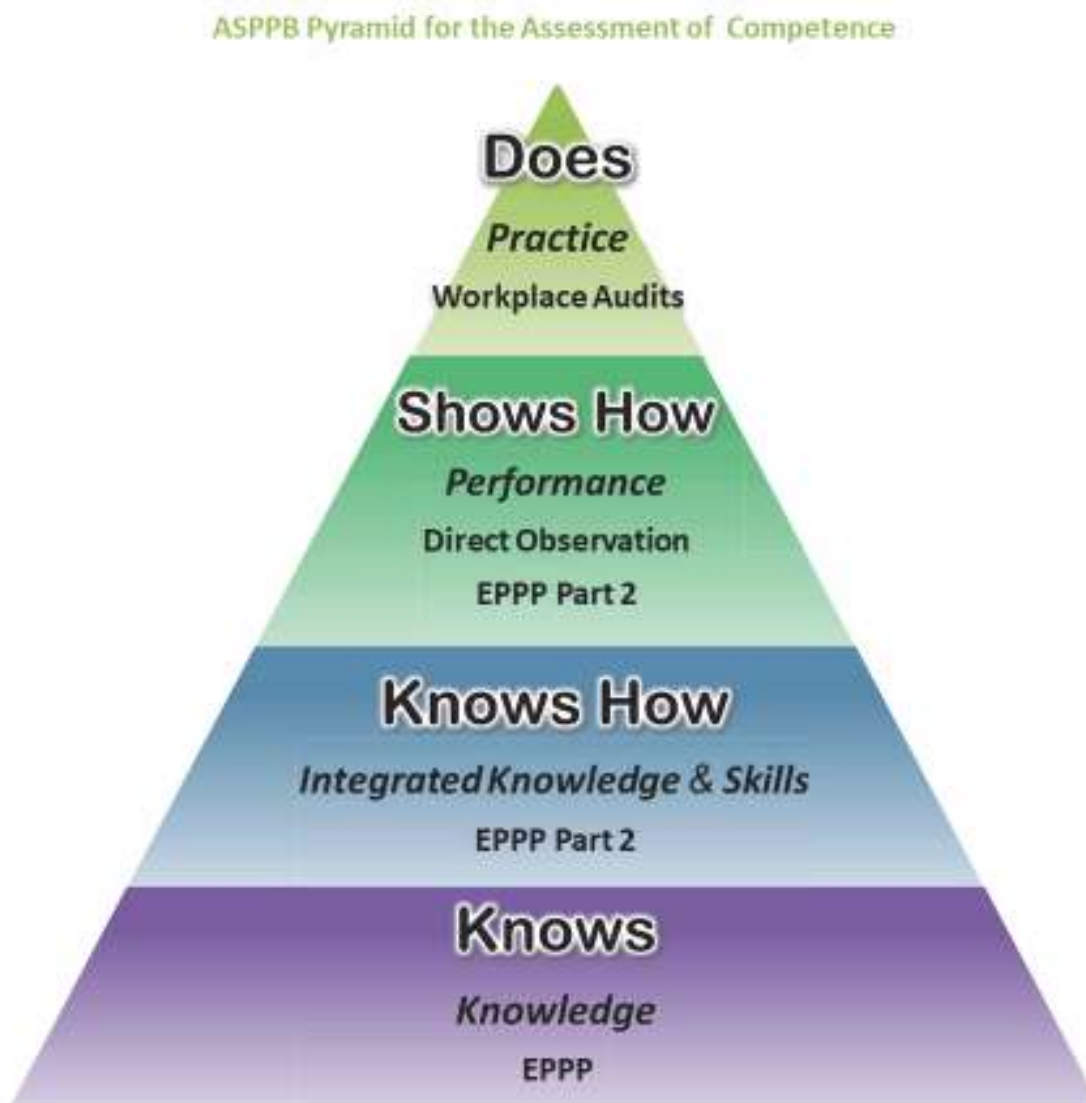 ASPPB Pyramid for the Assessment of Competence
Does
Practice
Workplace Audits
Shows How
Performance
Direct Observation
EPPP Part 2
Knows How
Integrated Knowledge & Skills
EPPP Part 2
Knows
Knowledge
EPPP